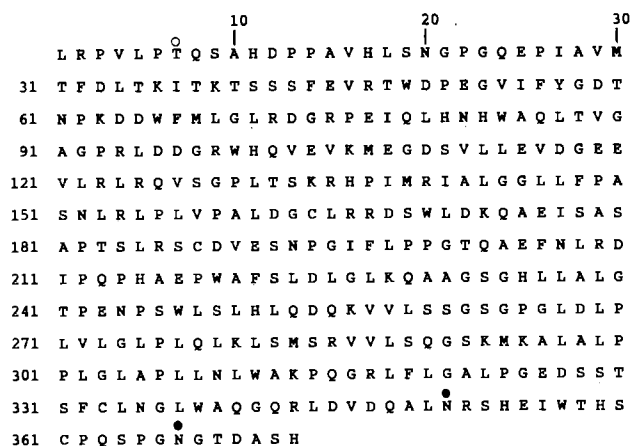 10 20 30
L R P V L P T Q S A H D P P A V H L S N G P G Q E P I A V M
31 T F D L T K I T K T S S S F E V R T W D P E G V I F Y G D T
61 N P K D D W F M L G L R D G R P E I Q L H N H W A Q L T V G
91 A G P R L D D G R W H Q V E V K M E G D S V L L E V D G E E
121 V L R L R Q V S G P L T S K R H P I M R I A L G G L L F P A
151 S N L R L P L V P A L D G C L R R D S W L D K Q A E I S A S
181 A P T S L R S C D V E S N P G I F L P P G T Q A E F N L R D
211 I P Q P H A E P W A F S L D L G L K Q A A G S G H L L A L G
241 T P E N P S W L S L H L Q D Q K V V L S S G S G P G L D L P
271 L V L G L P L Q L K L S M S R V V L S Q G S K M K A L A L P
301 P L G L A P L L N L W A K P Q G R L F L G A L P G E D S S T
331 S F C L N G L W A Q G Q R L D V D Q A L N R S H E I W T H S
361 C P Q S P G N G T D A S H